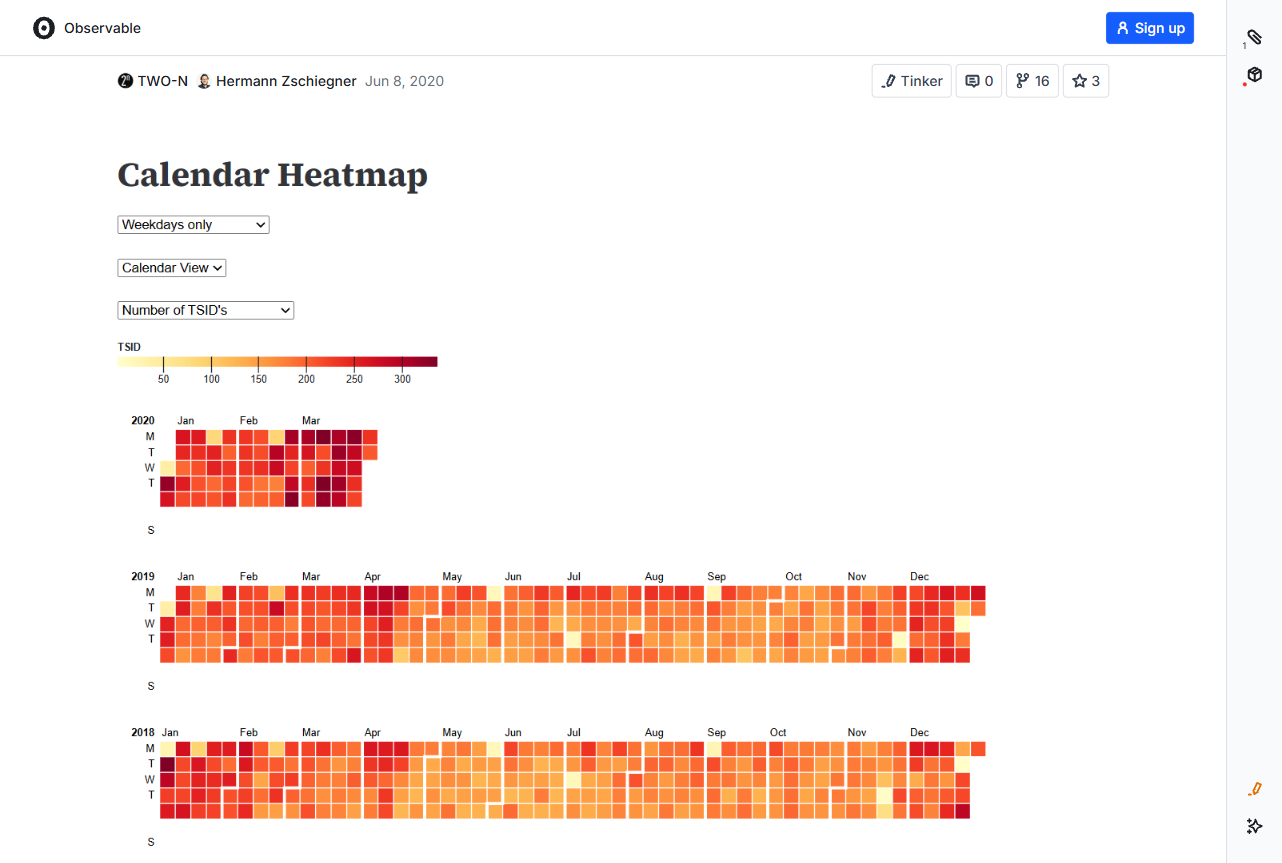 Observable
Sign up
1
TWO-N Hermann Zschiegner Jun 8, 2020
Tinker 0 16 3
Calendar Heatmap
Weekdays only
Calendar View
Number of TSID's
TSID
50 100 150 200 250 300
2020 Jan Feb Mar
M
T
W
T
S
2019 Jan Feb Mar Apr May Jun Jul Aug Sep Oct Nov Dec
M
T
W
T
S
2018 Jan Feb Mar Apr May Jun Jul Aug Sep Oct Nov Dec
M
T
W
T
S